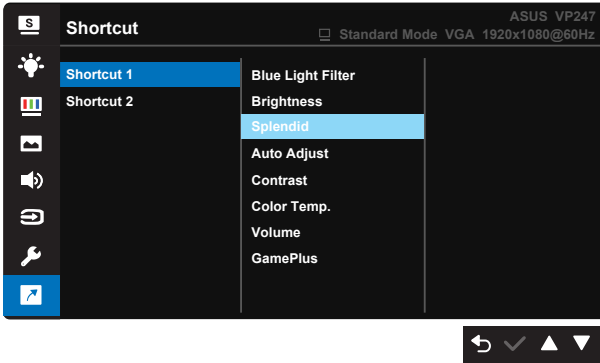 S
Shortcut
ASUS VP247
Standard Mode VGA 1920x1080@60Hz
Shortcut 1
Shortcut 2
Blue Light Filter
Brightness
Splendid
Auto Adjust
Contrast
Color Temp.
Volume
GamePlus